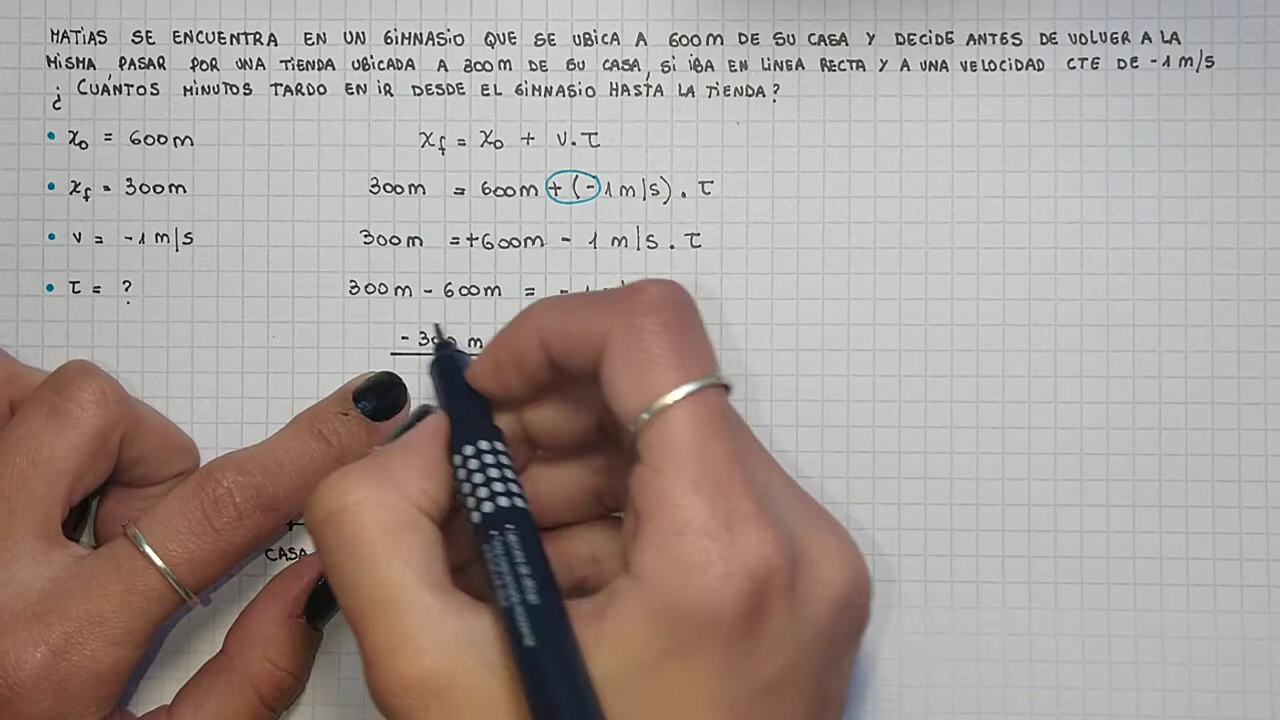 MATIAS SE ENCUENTRA EN UN GIMNASIO QUE SE UBICA A 600m DE SU CASA Y DECIDE ANTES DE VOLVER A LA
MISMA PASAR POR UNA TIENDA UBICADA A 300m DE SU CASA, SI IBA EN LINEA RECTA Y A UNA VELOCIDAD CTE DE -1 m/s
¿ CUÁNTOS MINUTOS TARDO EN IR DESDE EL GIMNASIO HASTA LA TIENDA?
• x₀ = 600m
x_f = x₀ + v.t
• x_f = 300m
300m = 600m + (-1m/s). t
• v = -1 m/s
300m =+600m - 1 m/s . t
• t = ?
300m - 600m = - 1
- 300 m
CASA